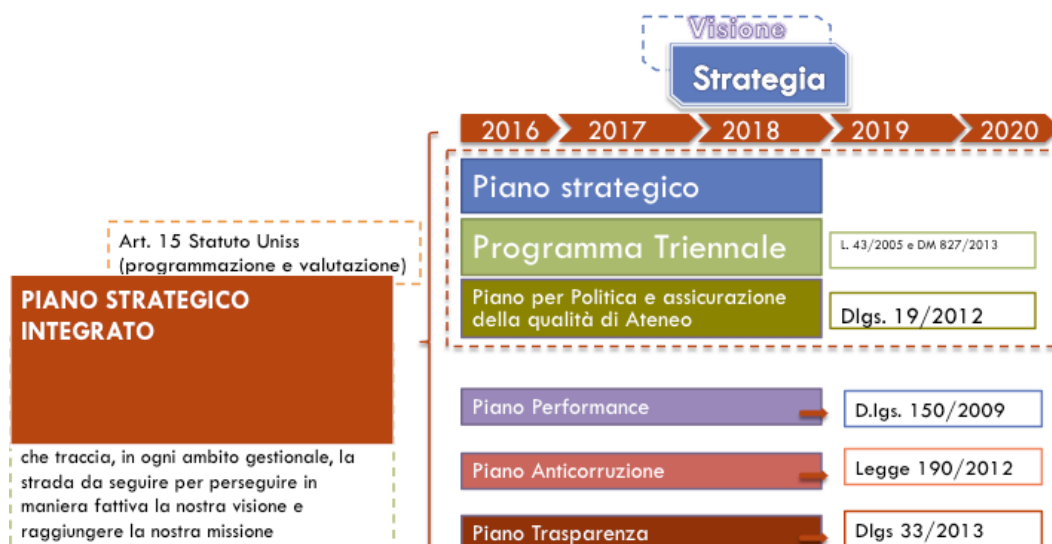 Visione
Strategia
2016 2017 2018 2019 2020
Piano strategico
Programma Triennale
L. 43/2005 e DM 827/2013
Piano per Politica e assicurazione
della qualità di Ateneo
Dlgs. 19/2012
Art. 15 Statuto Uniss
(programmazione e valutazione)
PIANO STRATEGICO
INTEGRATO
che traccia, in ogni ambito gestionale, la
strada da seguire per perseguire in
maniera fattiva la nostra visione e
raggiungere la nostra missione
Piano Performance
D.lgs. 150/2009
Piano Anticorruzione
Legge 190/2012
Piano Trasparenza
Dlgs 33/2013